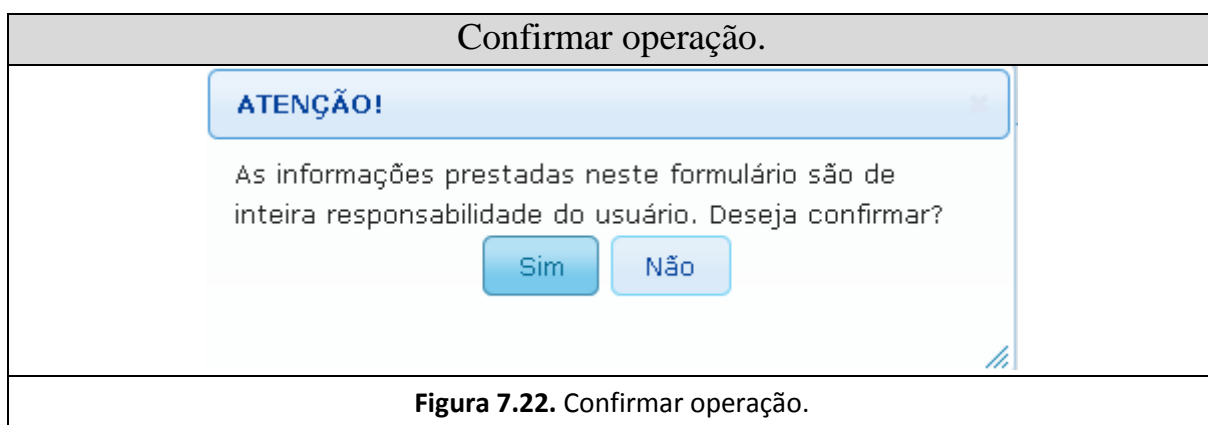 Confirmar operação.
ATENÇÃO!
As informações prestadas neste formulário são de
inteira responsabilidade do usuário. Deseja confirmar?
Sim Não
Figura 7.22. Confirmar operação.